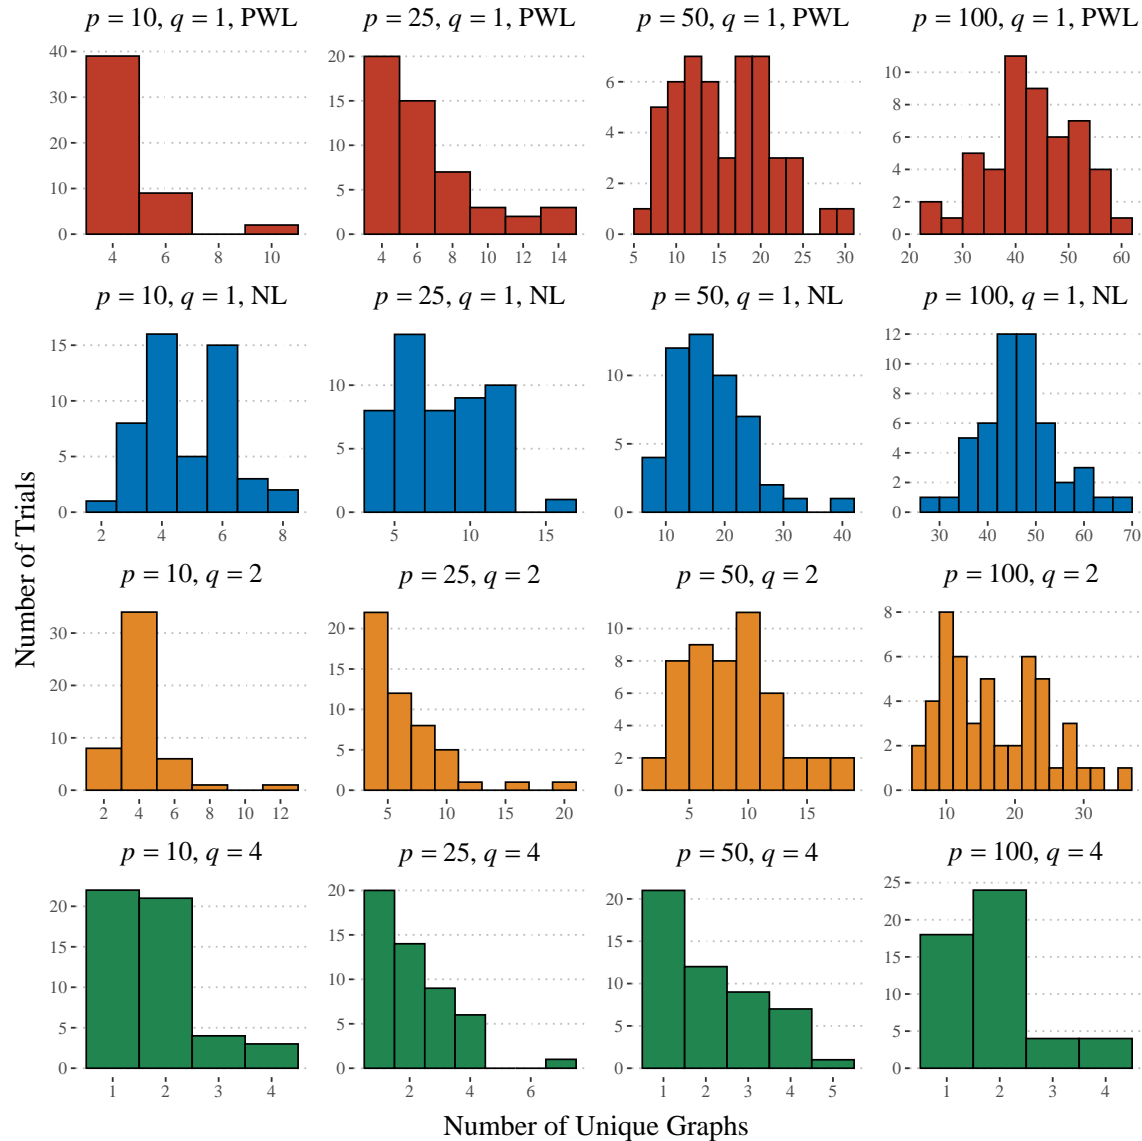 p = 10, q = 1, PWL
p = 25, q = 1, PWL
p = 50, q = 1, PWL
p = 100, q = 1, PWL
40
30
20
10
0
4 6 8 10
20
15
10
5
0
4 6 8 10 12 14
6
4
2
0
5 10 15 20 25 30
10
8
6
4
2
0
20 30 40 50 60
p = 10, q = 1, NL
p = 25, q = 1, NL
p = 50, q = 1, NL
p = 100, q = 1, NL
15
10
5
0
2 4 6 8
10
5
0
5 10 15
10
5
0
10 20 30 40
12
10
8
6
4
2
0
30 40 50 60 70
Number of Trials
p = 10, q = 2
p = 25, q = 2
p = 50, q = 2
p = 100, q = 2
30
20
10
0
2 4 6 8 10 12
20
15
10
5
0
5 10 15 20
10
8
6
4
2
0
5 10 15
8
6
4
2
0
10 20 30
p = 10, q = 4
p = 25, q = 4
p = 50, q = 4
p = 100, q = 4
20
15
10
5
0
1 2 3 4
20
15
10
5
0
2 4 6
20
15
10
5
0
1 2 3 4 5
25
20
15
10
5
0
1 2 3 4
Number of Unique Graphs